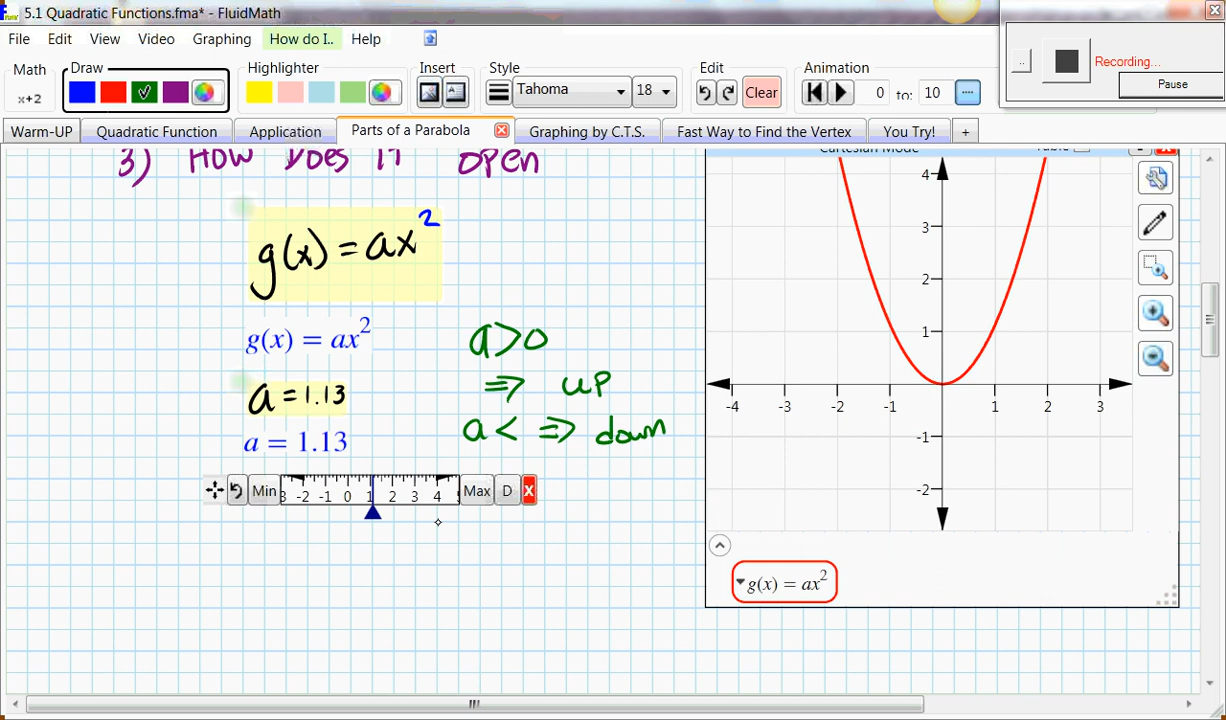 5.1 Quadratic Functions.fma* - FluidMath
File Edit View Video Graphing How do I.. Help
Recording...
.. Pause
Math Draw Highlighter Insert Style Edit Animation
x+2 Tahoma 18 Clear 0 to: 10 ....
Warm-UP Quadratic Function Application Parts of a Parabola Graphing by C.T.S. Fast Way to Find the Vertex You Try! +
3) How Does It open
g(x) = ax²
g(x) = ax²
a = 1.13
a = 1.13
a > 0
⇒ up
a < ⇒ down
Min 3 -2 -1 0 1 2 3 4 Max D X
Cartesian Mode
4
3
2
1
-4 -3 -2 -1 1 2 3
-1
-2
g(x) = ax²